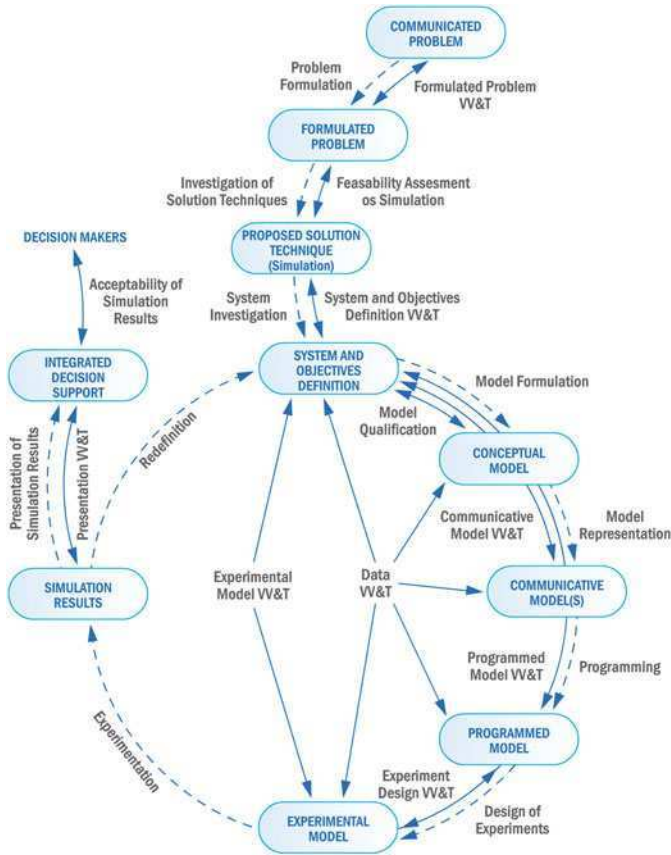 COMMUNICATED
PROBLEM
Problem
Formulation
Formulated Problem
VV&T
FORMULATED
PROBLEM
Investigation of
Solution Techniques
Feasability Assesment
os Simulation
DECISION MAKERS
PROPOSED SOLUTION
TECHNIQUE
(Simulation)
Acceptability of
Simulation
Results
System
Investigation
System and Objectives
Definition VV&T
INTEGRATED
DECISION
SUPPORT
SYSTEM AND
OBJECTIVES
DEFINITION
Model Formulation
Model
Qualification
CONCEPTUAL
MODEL
Presentation of
Simulation Results
Presentation VV&T
Redefinition
Communicative
Model VV&T
Model
Representation
SIMULATION
RESULTS
Experimental
Model VV&T
Data
VV&T
COMMUNICATIVE
MODEL(S)
Programmed
Model VV&T
Programming
Experimentation
PROGRAMMED
MODEL
Experiment
Design VV&T
Design of
Experiments
EXPERIMENTAL
MODEL